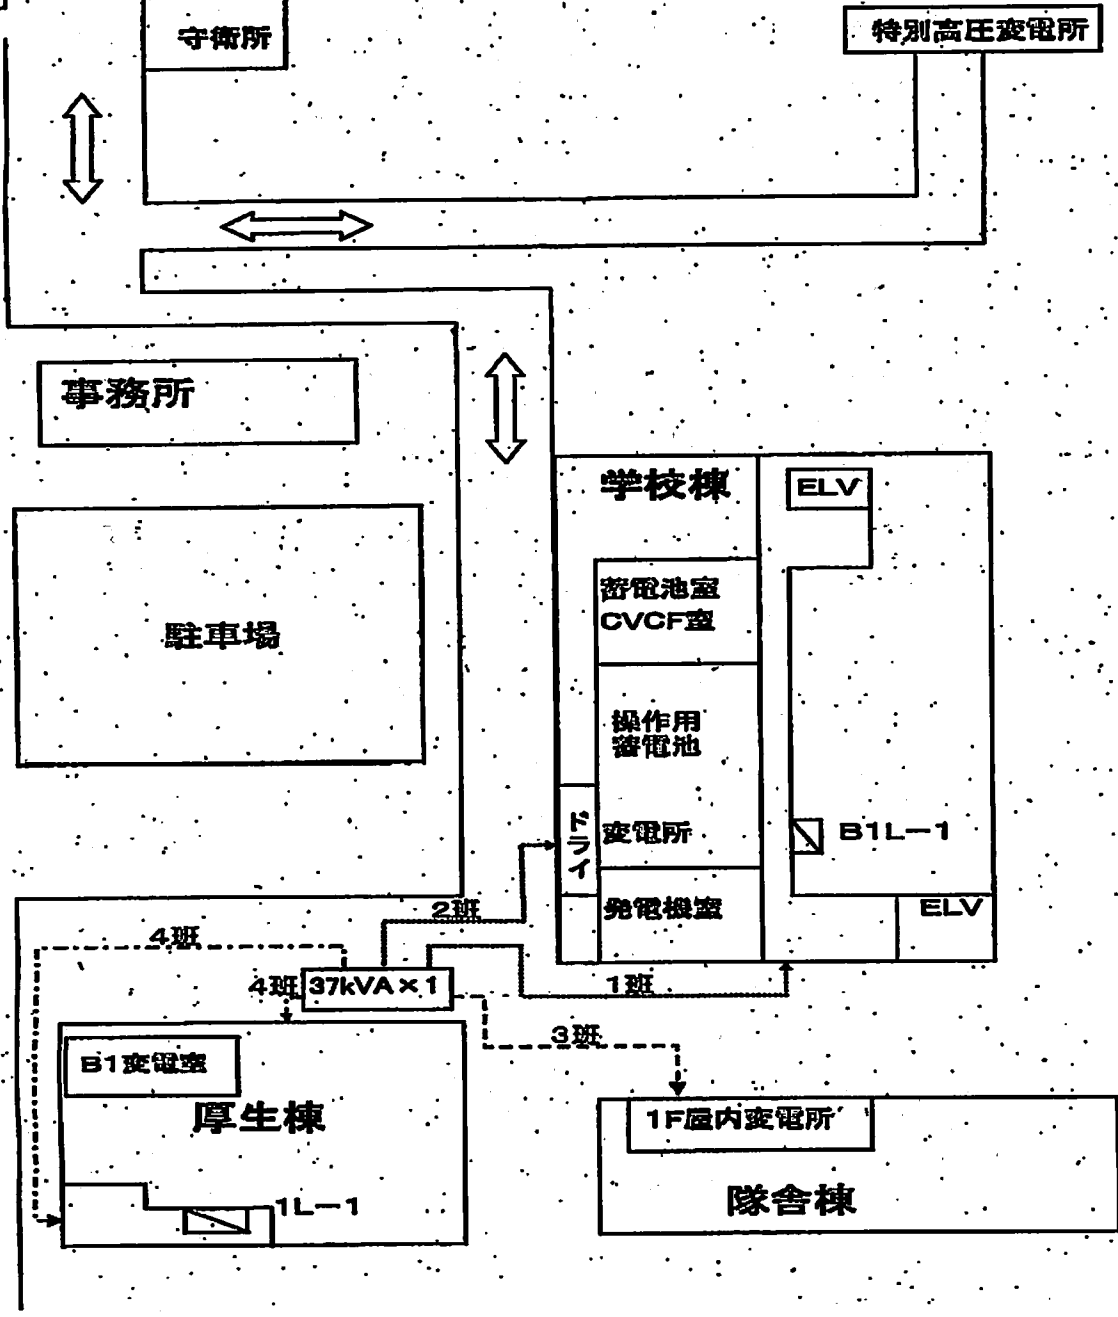 守衛所
特別高圧変電所
事務所
学校棟
ELV
蓄電池室
CVCF室
駐車場
操作用
蓄電池
ドライ
変電所
B1L-1
発電機室
ELV
2班
4班
4班
37kVA×1
1班
3班
B1変電室
厚生棟
1F屋内変電所
1L-1
隊舎棟